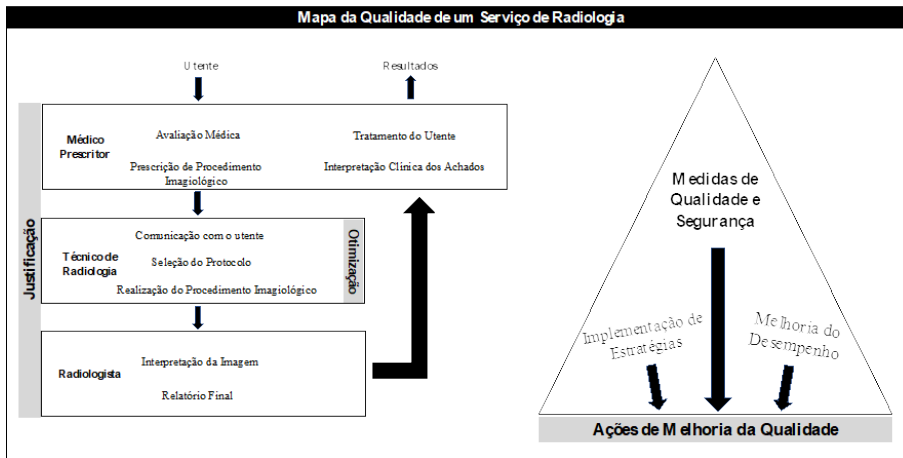 Mapa da Qualidade de um Serviço de Radiologia
Utente
Resultados
Justificação
Médico
Prescritor
Avaliação Médica
Prescrição de Procedimento
Imagiológico
Tratamento do Utente
Interpretação Clínica dos Achados
Técnico de
Radiologia
Comunicação com o utente
Seleção do Protocolo
Realização do Procedimento Imagiológico
Otimização
Radiologista
Interpretação da Imagem
Relatório Final
Medidas de
Qualidade e
Segurança
Implementação de
Estratégias
Melhoria do
Desempenho
Ações de Melhoria da Qualidade